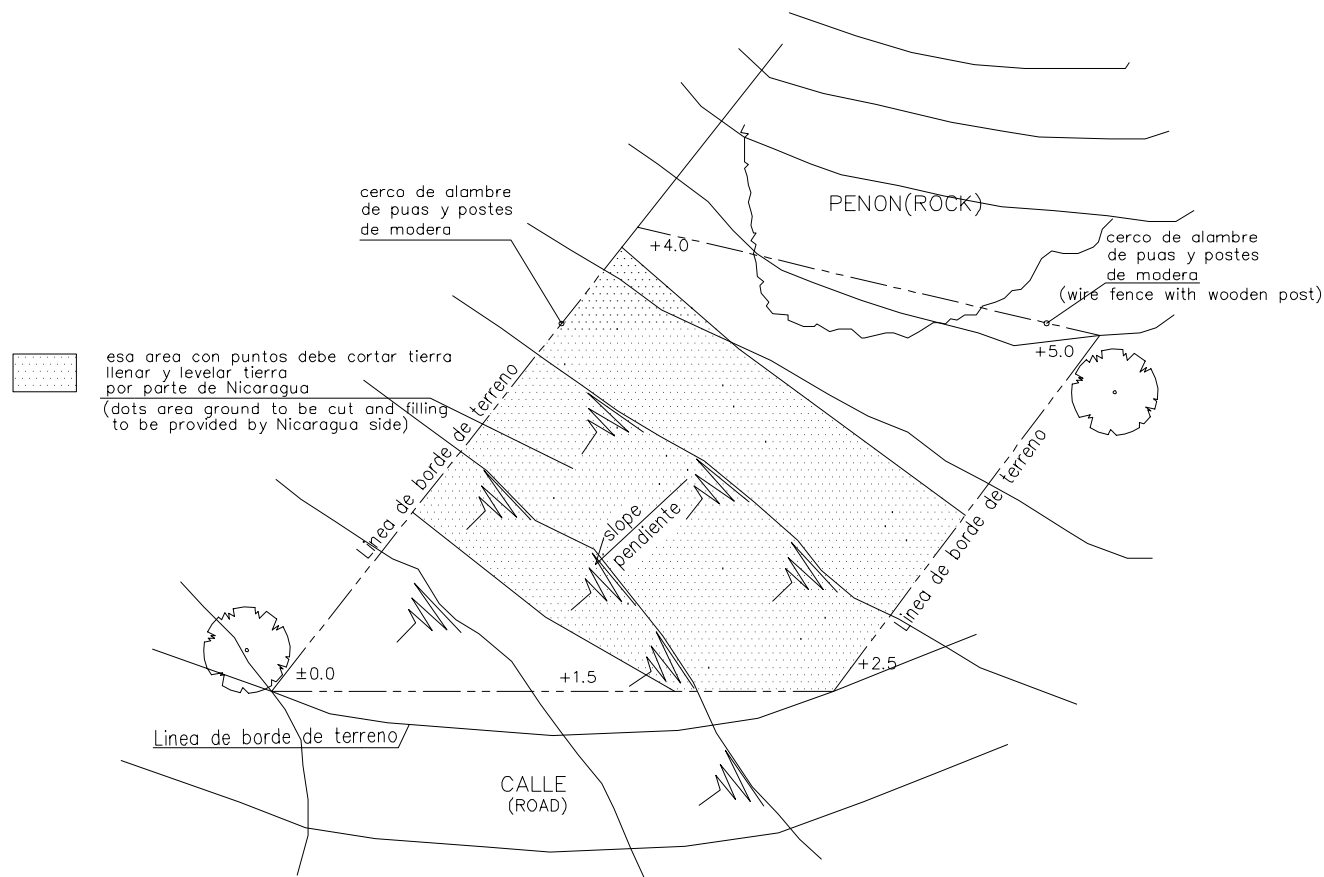 PENON(ROCK)
cerco de alambre
de puas y postes
de modera
+4.0
cerco de alambre
de puas y postes
de modera
(wire fence with wooden post)
+5.0
esa area con puntos debe cortar tierra
llenar y levelar tierra
por parte de Nicaragua
(dots area ground to be cut and filling
to be provided by Nicaragua side)
Linea de borde de terreno
Linea de borde de terreno
slope
pendiente
±0.0
+1.5
+2.5
Linea de borde de terreno
CALLE
(ROAD)